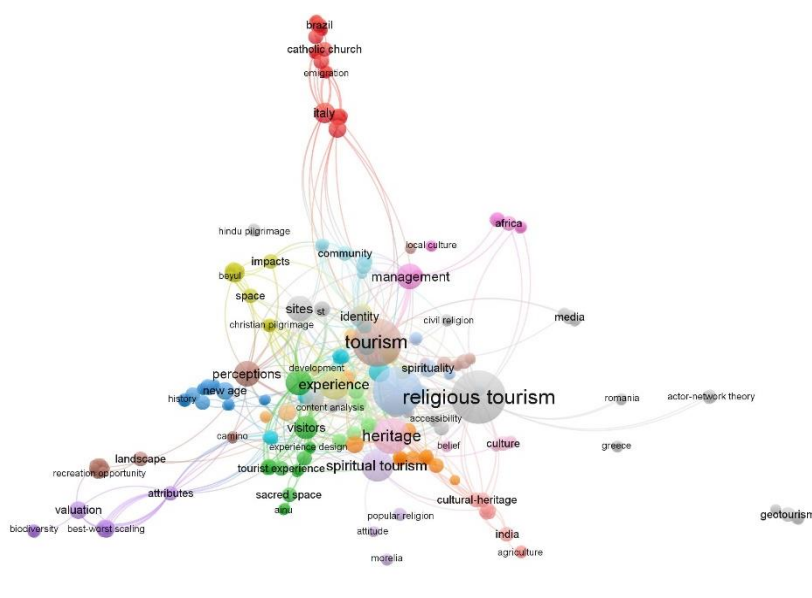 brazil
catholic church
emigration
italy
africa
hindu pilgrimage
local culture
community
impacts
beyul
management
space
sites st
identity
media
christian pilgrimage
civil religion
tourism
development
spirituality
perceptions
experience
new age
history
religious tourism
romania
actor-network theory
content analysis
accessibility
visitors
camino
heritage
experience design
belief
culture
greece
landscape
tourist experience
spiritual tourism
recreation opportunity
attributes
sacred space
cultural-heritage
valuation
ainu
popular religion
geotourism
biodiversity
best-worst scaling
attitude
india
agriculture
morelia